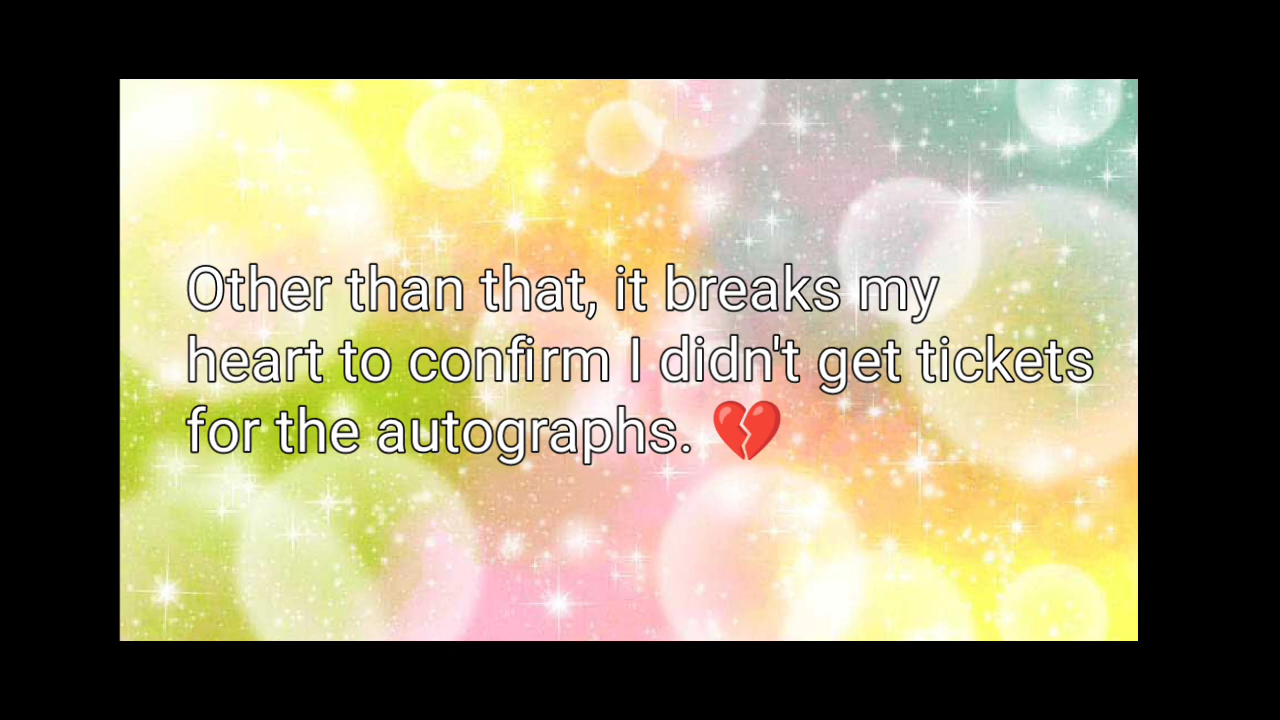 Other than that, it breaks my
heart to confirm I didn't get tickets
for the autographs. 💔